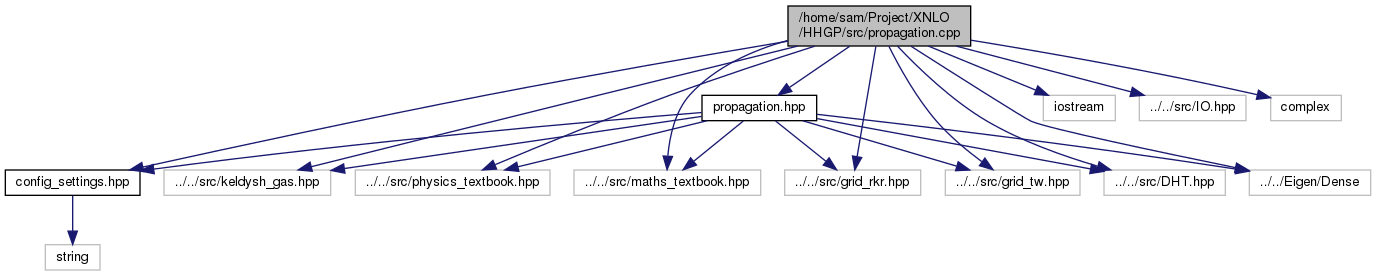 /home/sam/Project/XNLO
/HHGP/src/propagation.cpp
propagation.hpp
iostream
../../src/IO.hpp
complex
config_settings.hpp
../../src/keldysh_gas.hpp
../../src/physics_textbook.hpp
../../src/maths_textbook.hpp
../../src/grid_rkr.hpp
../../src/grid_tw.hpp
../../src/DHT.hpp
../../Eigen/Dense
string